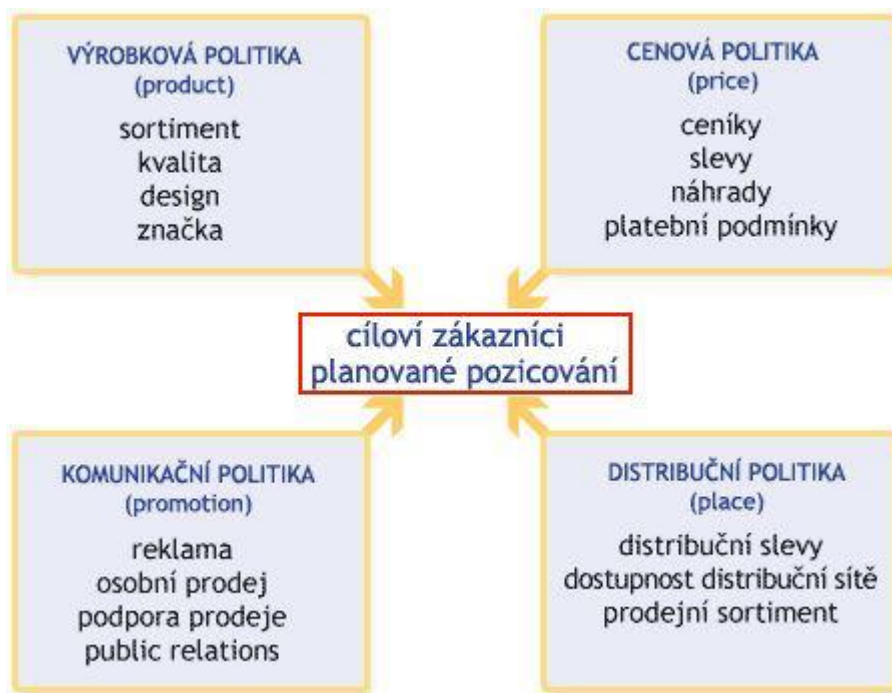 VÝROBKOVÁ POLITIKA
(product)
sortiment
kvalita
design
značka
CENOVÁ POLITIKA
(price)
ceníky
slevy
náhrady
platební podmínky
cíloví zákazníci
planované pozicování
KOMUNIKAČNÍ POLITIKA
(promotion)
reklama
osobní prodej
podpora prodeje
public relations
DISTRIBUČNÍ POLITIKA
(place)
distribuční slevy
dostupnost distribuční sítě
prodejní sortiment